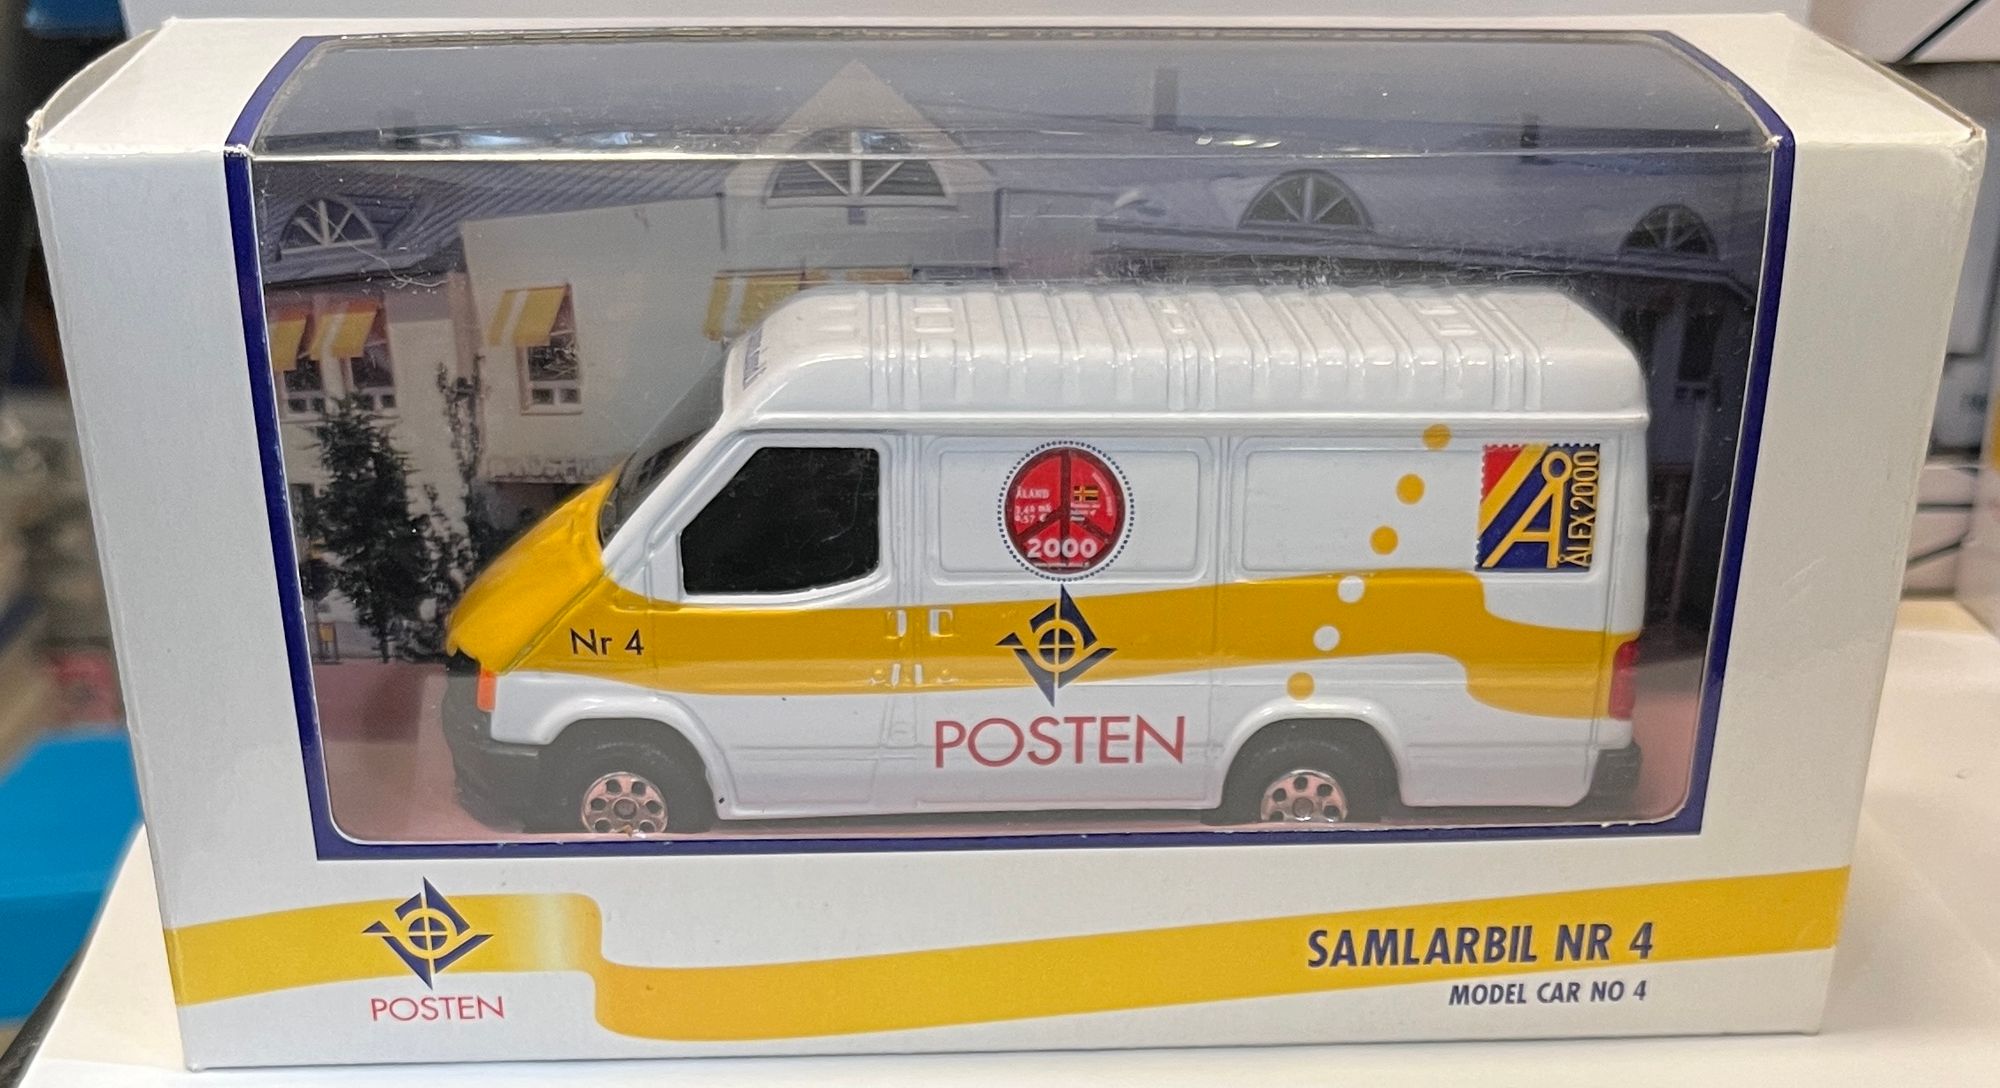 ÅLAND
2000
ÅLEX 2000
Å
Nr 4
POSTEN
POSTEN
SAMLARBIL NR 4
MODEL CAR NO 4